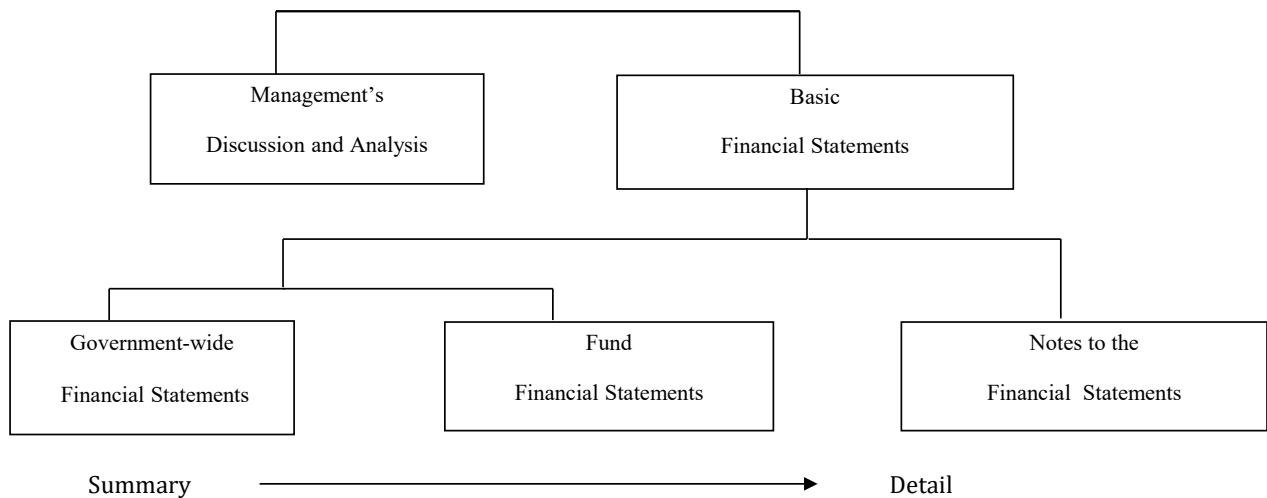 Management’s
Discussion and Analysis
Basic
Financial Statements
Government-wide
Financial Statements
Fund
Financial Statements
Notes to the
Financial Statements
Summary
Detail